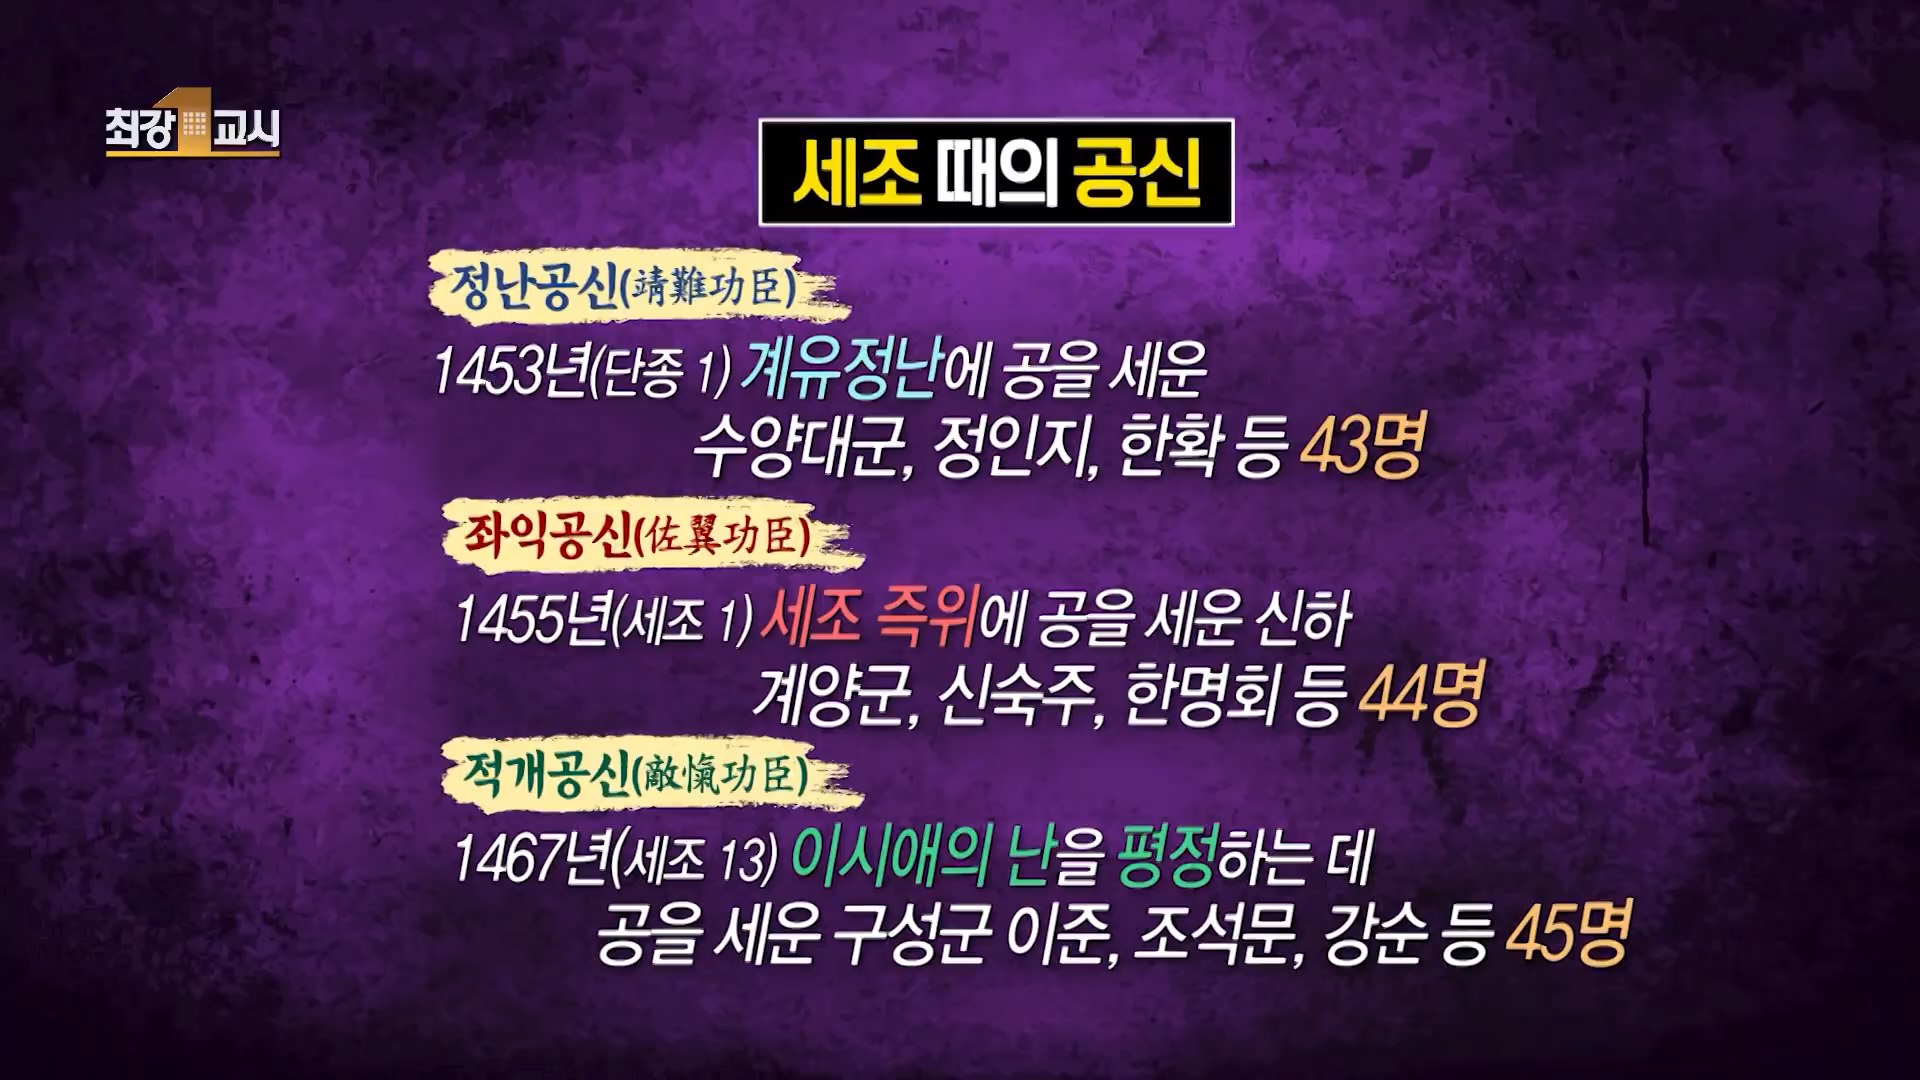 최강1교시
세조 때의 공신
정난공신(靖難功臣)
1453년(단종 1) 계유정난에 공을 세운
수양대군, 정인지, 한확 등 43명
좌익공신(佐翼功臣)
1455년(세조 1) 세조 즉위에 공을 세운 신하
계양군, 신숙주, 한명회 등 44명
적개공신(敵愾功臣)
1467년(세조 13) 이시애의 난을 평정하는 데
공을 세운 구성군 이준, 조석문, 강순 등 45명